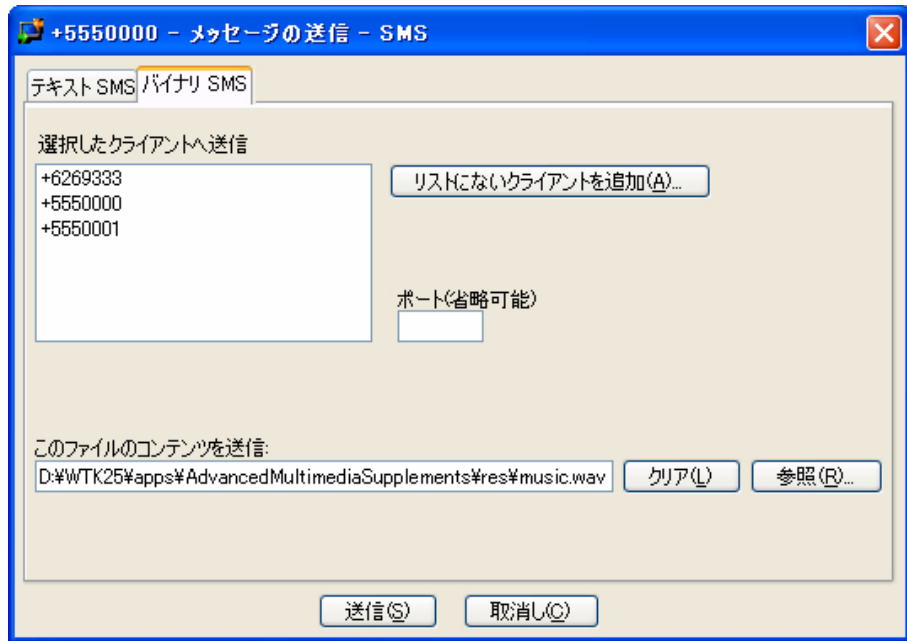 +5550000 - メッセージの送信 - SMS
テキスト SMS
バイナリ SMS
選択したクライアントへ送信
+6269333
+5550000
+5550001
リストにないクライアントを追加(A)...
ポート(省略可能)
このファイルのコンテンツを送信:
D:¥WTK25¥apps¥AdvancedMultimediaSupplements¥res¥music.wav
クリア(L)
参照(R)...
送信(S)
取消し(C)